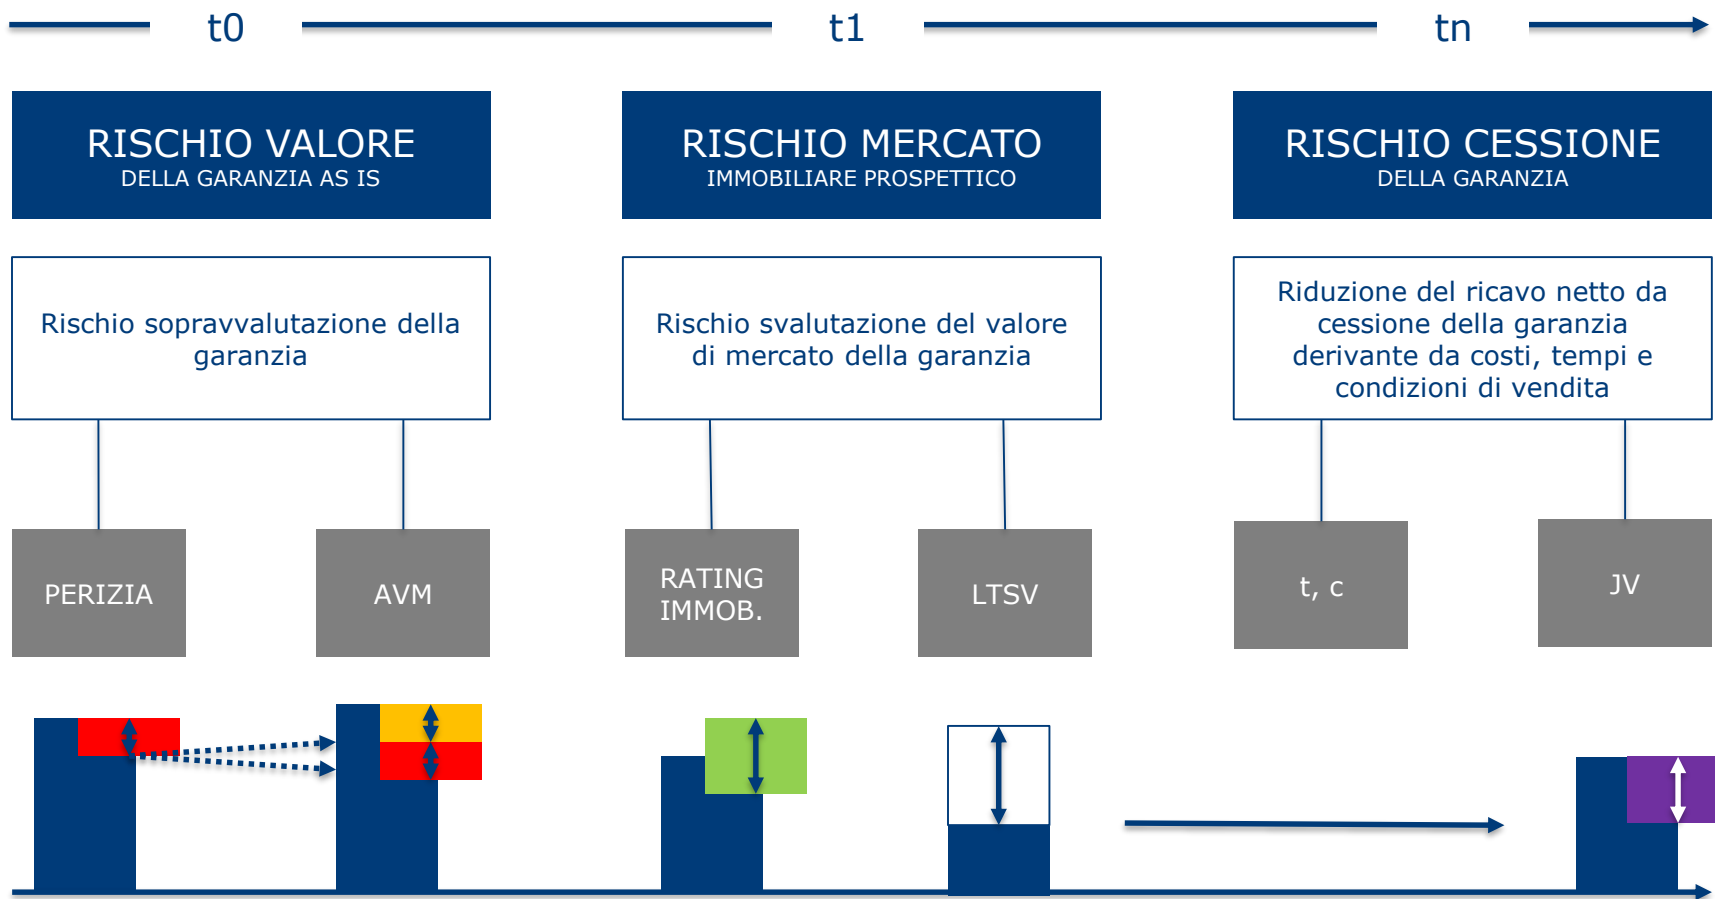 t0
t1
tn
RISCHIO VALORE
DELLA GARANZIA AS IS
RISCHIO MERCATO
IMMOBILIARE PROSPETTICO
RISCHIO CESSIONE
DELLA GARANZIA
Rischio sopravvalutazione della
garanzia
Rischio svalutazione del valore
di mercato della garanzia
Riduzione del ricavo netto da
cessione della garanzia
derivante da costi, tempi e
condizioni di vendita
PERIZIA
AVM
RATING
IMMOB.
LTSV
t, c
JV